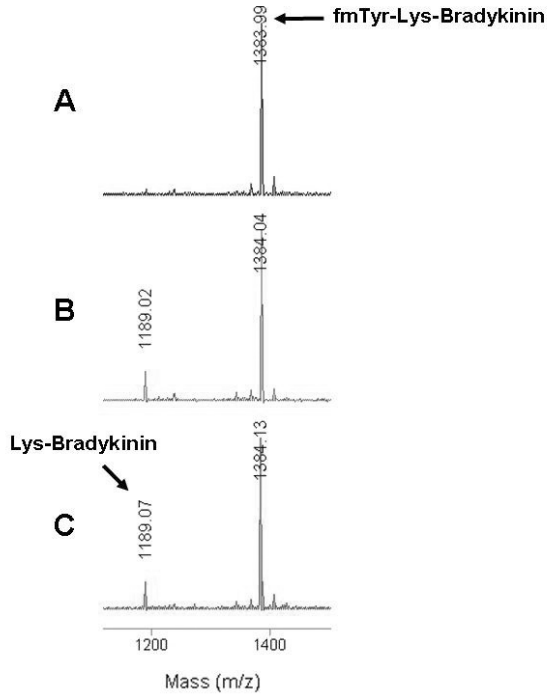 1383.99
fmTyr-Lys-Bradykinin
A
1384.04
1189.02
B
1384.13
Lys-Bradykinin
1189.07
C
1200 1400
Mass (m/z)